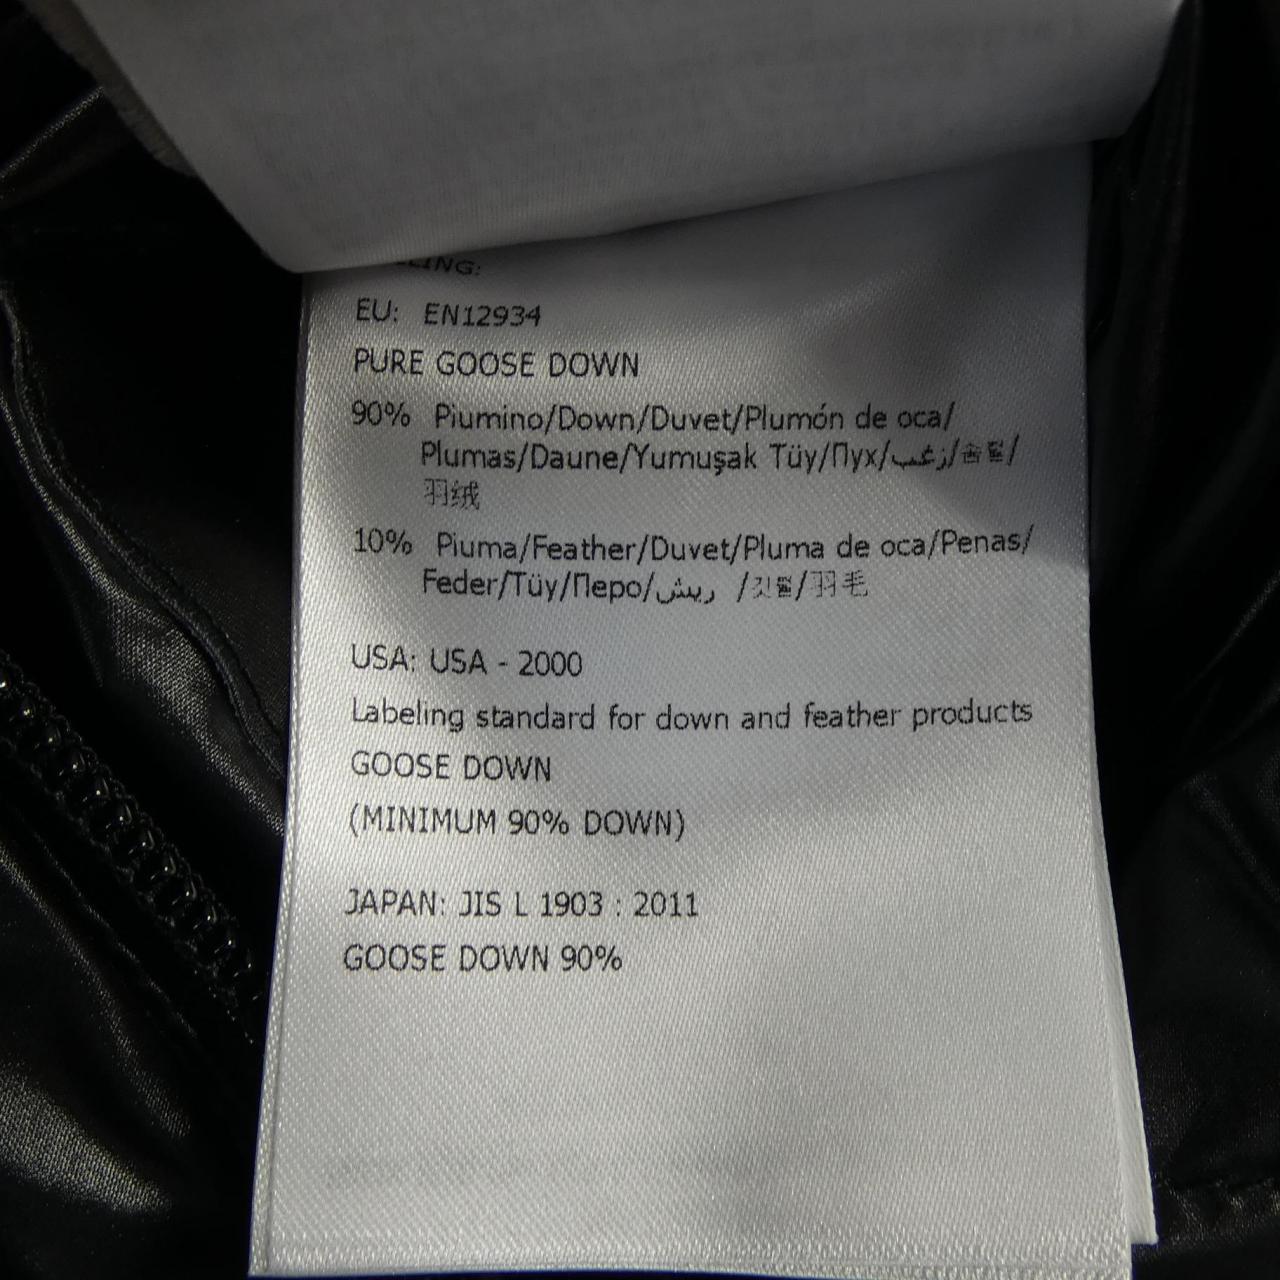 EU: EN12934
PURE GOOSE DOWN
90% Piumino/Down/Duvet/Plumón de oca/
Plumas/Daune/Yumuşak Tüy/Пух/زغب/솜털/
羽绒
10% Piuma/Feather/Duvet/Pluma de oca/Penas/
Feder/Tüy/Перо/ريش /깃털/羽毛
USA: USA - 2000
Labeling standard for down and feather products
GOOSE DOWN
(MINIMUM 90% DOWN)
JAPAN: JIS L 1903 : 2011
GOOSE DOWN 90%